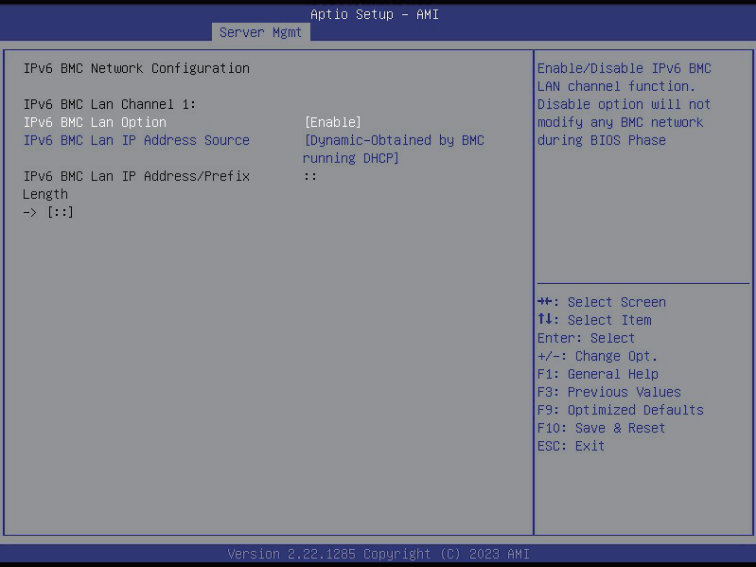 Aptio Setup – AMI
Server Mgmt
IPv6 BMC Network Configuration
IPv6 BMC Lan Channel 1:
IPv6 BMC Lan Option [Enable]
IPv6 BMC Lan IP Address Source [Dynamic-Obtained by BMC
running DHCP]
IPv6 BMC Lan IP Address/Prefix ::
Length
-> [::]
Enable/Disable IPv6 BMC
LAN channel function.
Disable option will not
modify any BMC network
during BIOS Phase
→←: Select Screen
↑↓: Select Item
Enter: Select
+/-: Change Opt.
F1: General Help
F3: Previous Values
F9: Optimized Defaults
F10: Save & Reset
ESC: Exit
Version 2.22.1285 Copyright (C) 2023 AMI